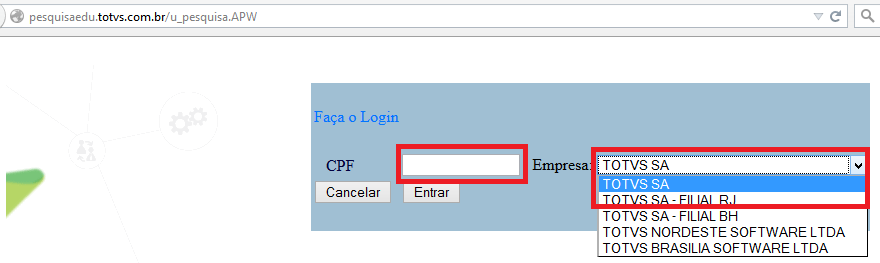 pesquisaedu.totvs.com.br/u_pesquisa.APW
Faça o Login
CPF Empresa: TOTVS SA
Cancelar Entrar
TOTVS SA
TOTVS SA - FILIAL RJ
TOTVS SA - FILIAL BH
TOTVS NORDESTE SOFTWARE LTDA
TOTVS BRASILIA SOFTWARE LTDA